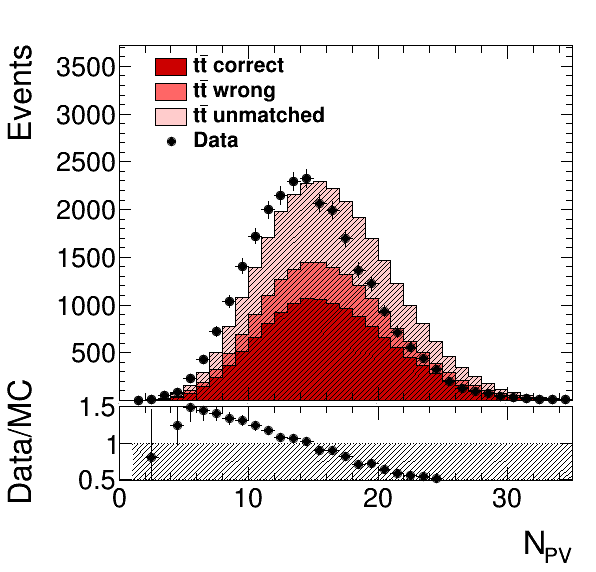 Events
3500
3000
2500
2000
1500
1000
500
tt̄ correct
tt̄ wrong
tt̄ unmatched
Data
Data/MC
1.5
1
0.5
0 10 20 30
N_PV